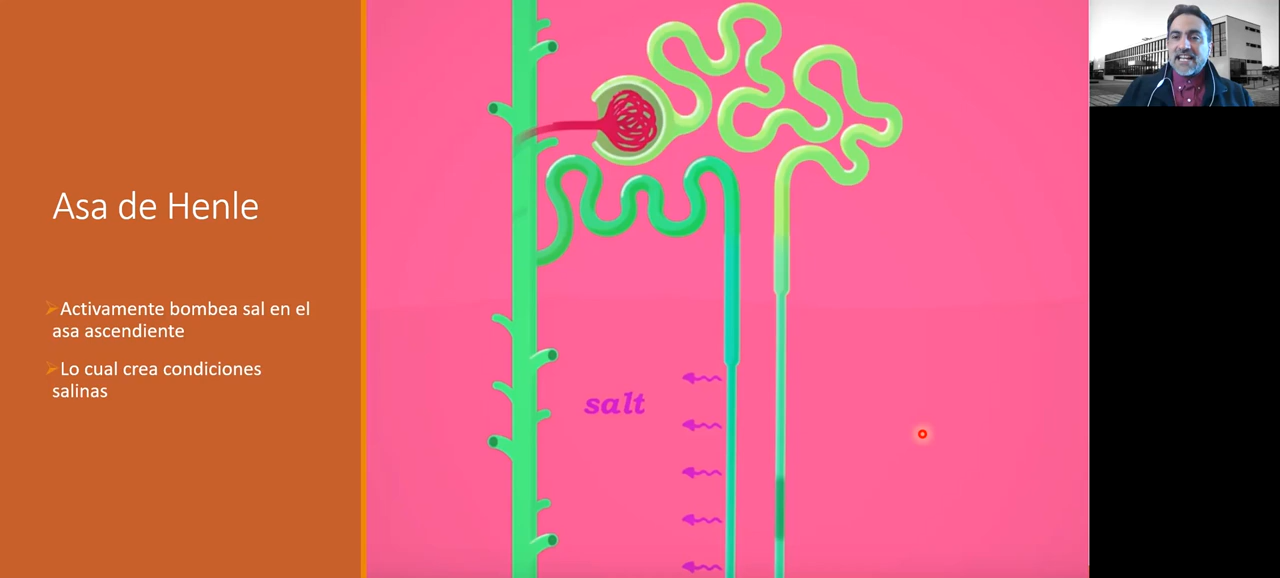 Asa de Henle
➢Activamente bombea sal en el
asa ascendiente
➢Lo cual crea condiciones
salinas
salt